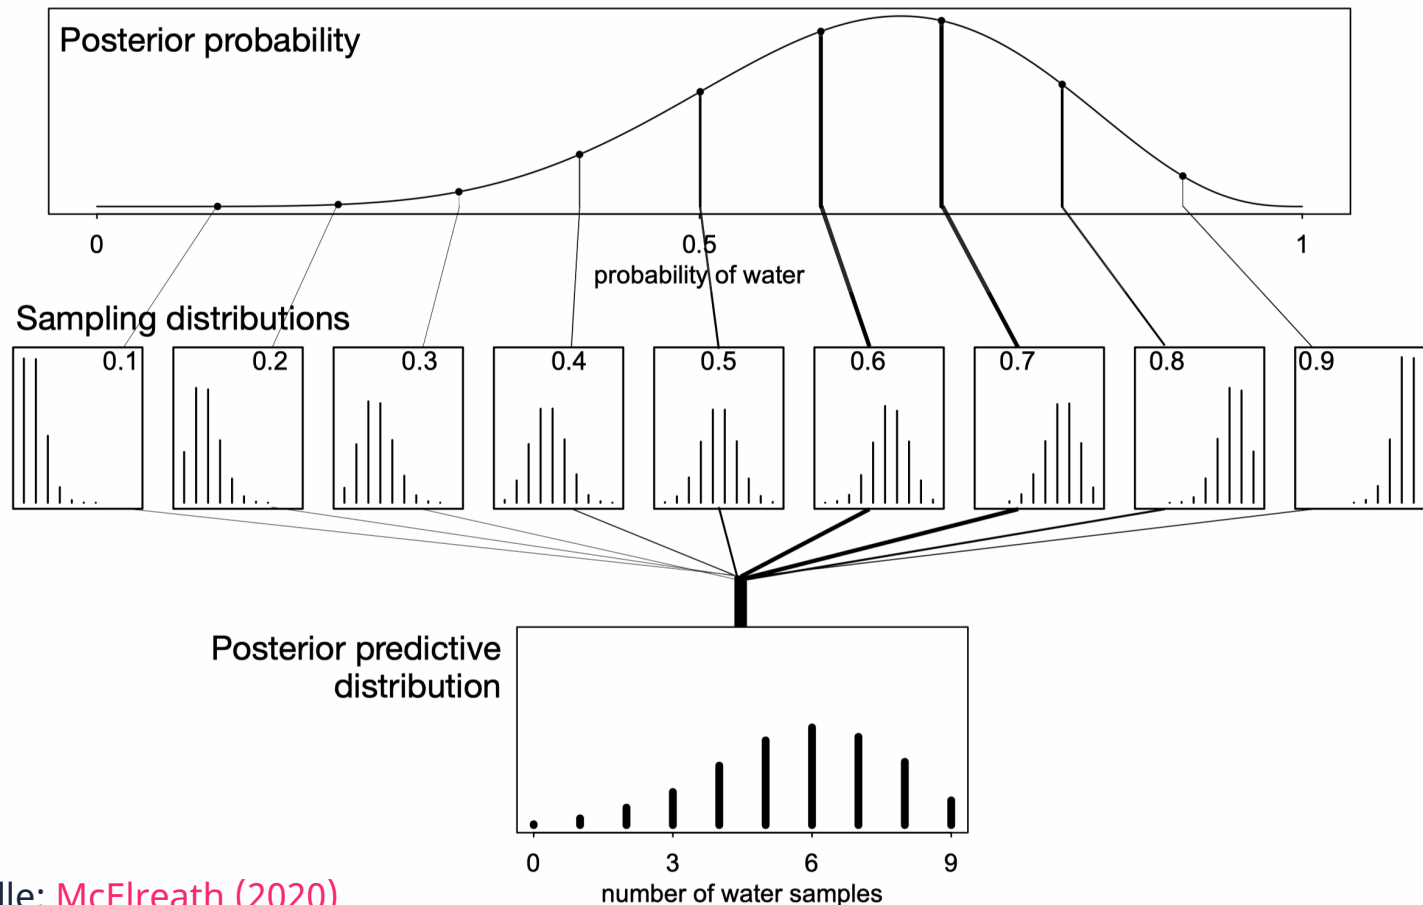 Posterior probability
0 0.5 1
probability of water
Sampling distributions
0.1 0.2 0.3 0.4 0.5 0.6 0.7 0.8 0.9
Posterior predictive
distribution
0 3 6 9
number of water samples
lle: McElreath (2020)